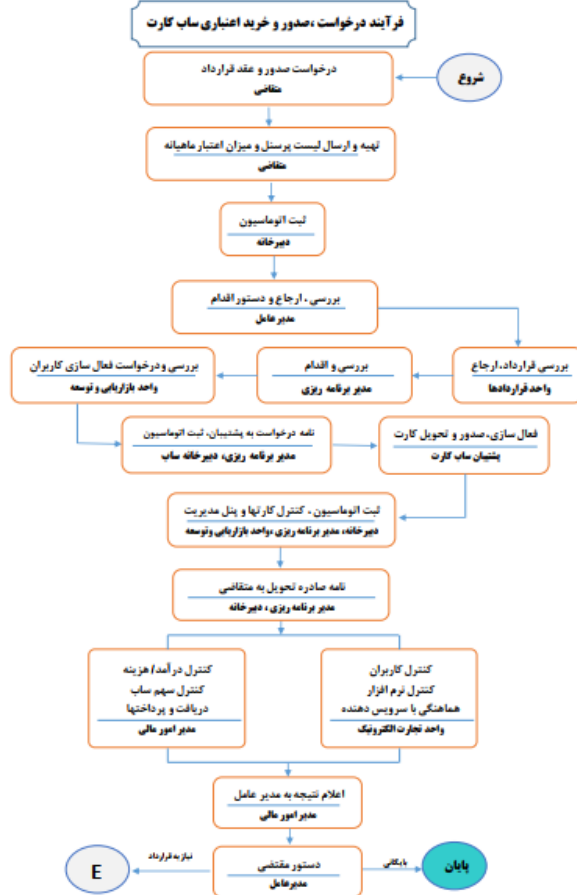 فرآیند درخواست ،صدور و خرید اعتباری ساب کارت
شروع
درخواست صدور و عقد قرارداد
متقاضی
تهیه و ارسال لیست پرسنل و میزان اعتبار ماهیانه
متقاضی
ثبت اتوماسیون
دبیرخانه
بررسی ، ارجاع و دستور اقدام
مدیرعامل
بررسی قرارداد، ارجاع
واحد قراردادها
بررسی و اقدام
مدیر برنامه ریزی
بررسی و درخواست فعال سازی کاربران
واحد بازاریابی و توسعه
نامه درخواست به پشتیبان، ثبت اتوماسیون
مدیر برنامه ریزی، دبیرخانه ساب
فعال سازی، صدور و تحویل کارت
پشتیبان ساب کارت
ثبت اتوماسیون ، کنترل کارتها و پنل مدیریت
دبیرخانه، مدیر برنامه ریزی ،واحد بازاریابی وتوسعه
نامه صادره تحویل به متقاضی
مدیر برنامه ریزی ، دبیرخانه
کنترل کاربران
کنترل نرم افزار
هماهنگی با سرویس دهنده
واحد تجارت الکترونیک
کنترل درآمد/ هزینه
کنترل سهم ساب
دریافت و پرداختها
مدیر امور مالی
اعلام نتیجه به مدیر عامل
مدیر امور مالی
دستور مقتضی
مدیرعامل
بایگانی
پایان
نیاز به قرارداد
E